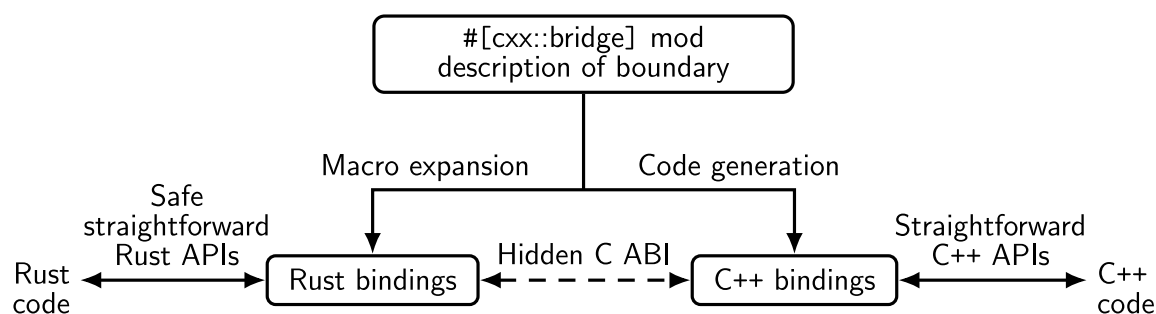 #[cxx::bridge] mod
description of boundary
Macro expansion
Code generation
Safe
straightforward
Rust APIs
Straightforward
C++ APIs
Hidden C ABI
Rust
code
Rust bindings
C++ bindings
C++
code